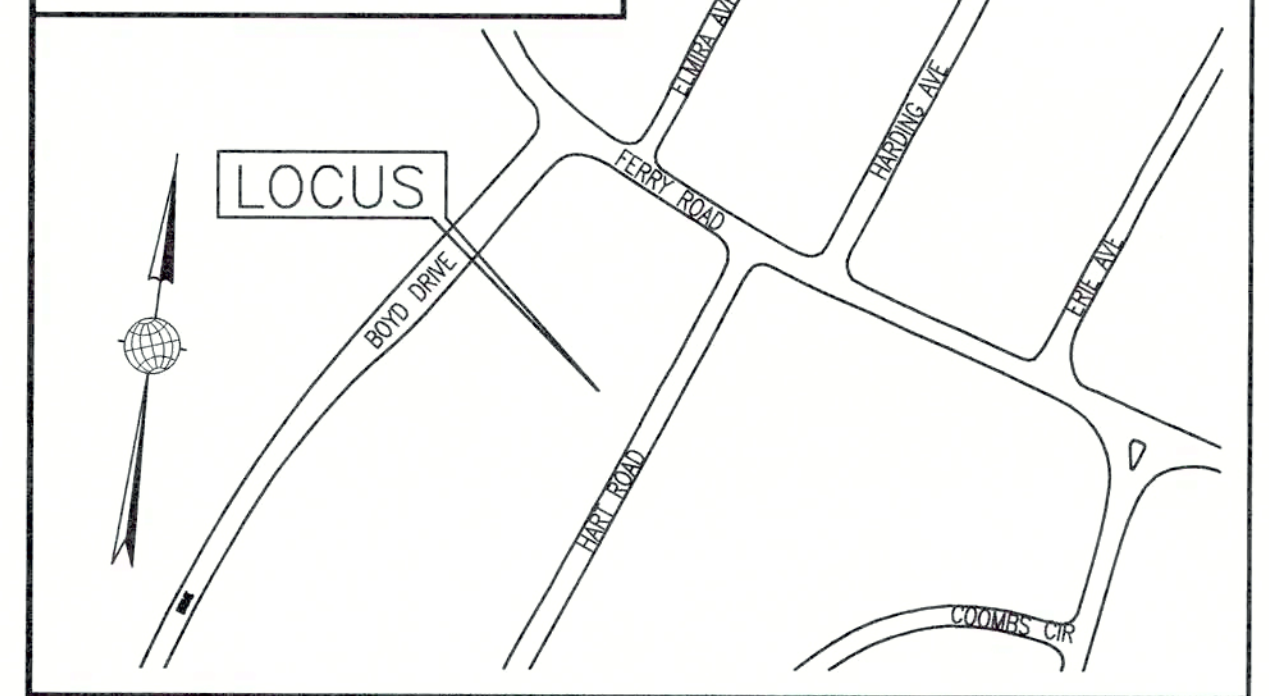 ELMIRA AVE
HARDING AVE
FERRY ROAD
LOCUS
BOYD DRIVE
ERIE AVE
HART ROAD
COOMBS CIR